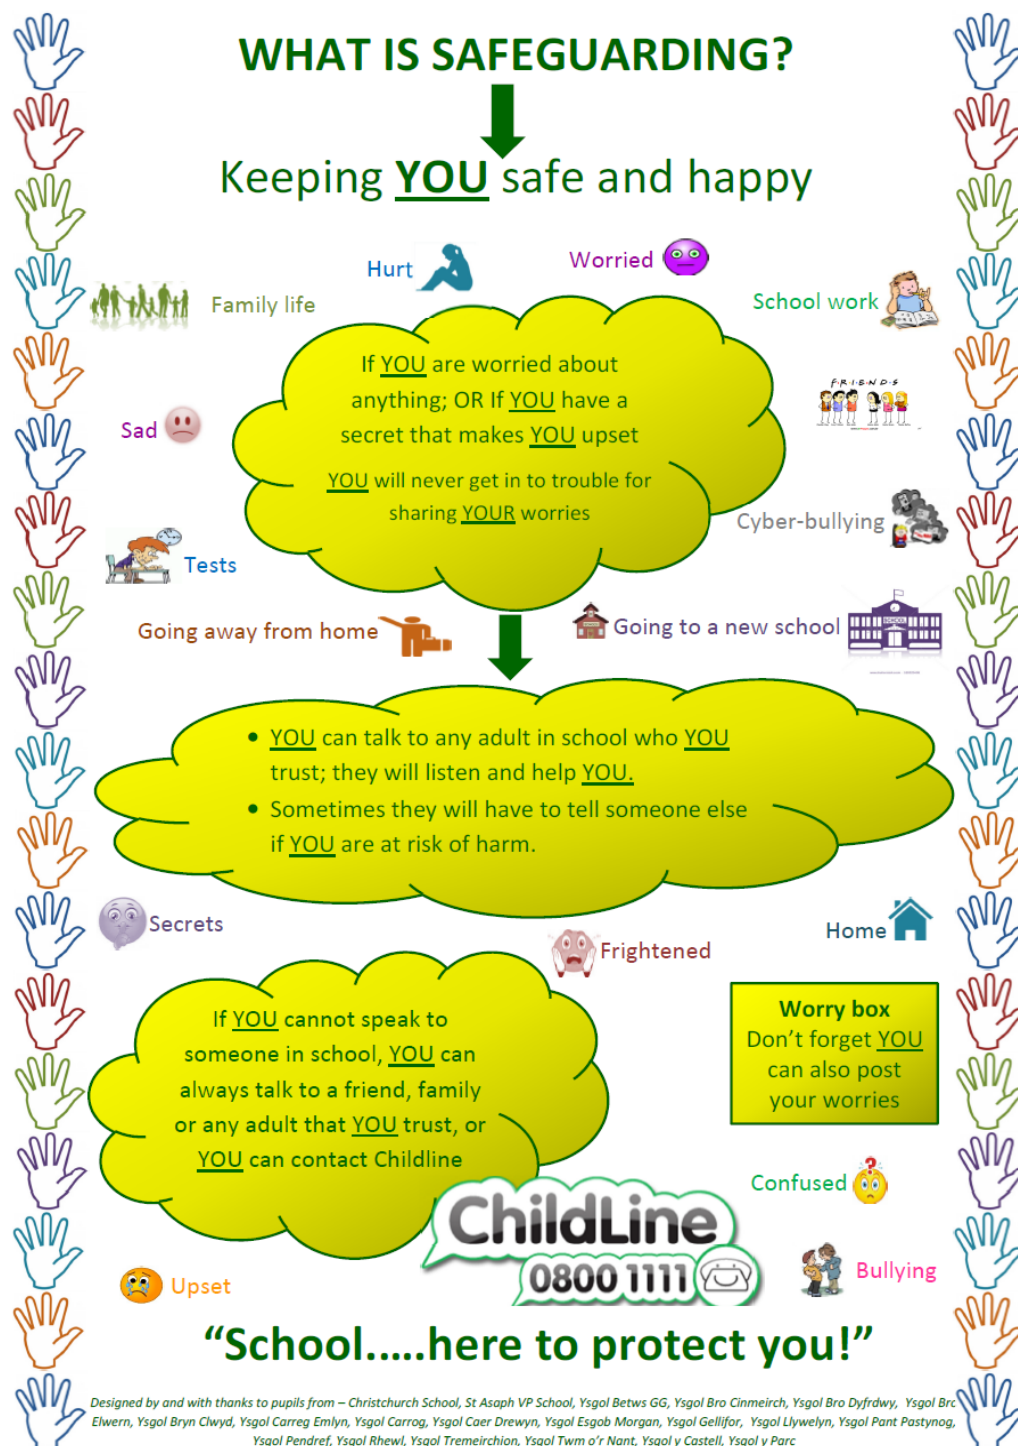 WHAT IS SAFEGUARDING?
Keeping YOU safe and happy
Hurt
Worried
Family life
School work
If YOU are worried about
anything; OR If YOU have a
secret that makes YOU upset
YOU will never get in to trouble for
sharing YOUR worries
F·R·I·E·N·D·S
Sad
Cyber-bullying
Tests
Going away from home
Going to a new school
SCHOOL
• YOU can talk to any adult in school who YOU
trust; they will listen and help YOU.
• Sometimes they will have to tell someone else
if YOU are at risk of harm.
Secrets
Frightened
Home
If YOU cannot speak to
someone in school, YOU can
always talk to a friend, family
or any adult that YOU trust, or
YOU can contact Childline
Worry box
Don't forget YOU
can also post
your worries
ChildLine
0800 1111
Confused
Upset
Bullying
“School.....here to protect you!”
Designed by and with thanks to pupils from – Christchurch School, St Asaph VP School, Ysgol Betws GG, Ysgol Bro Cinmeirch, Ysgol Bro Dyfrdwy, Ysgol Bro
Elwern, Ysgol Bryn Clwyd, Ysgol Carreg Emlyn, Ysgol Carrog, Ysgol Caer Drewyn, Ysgol Esgob Morgan, Ysgol Gellifor, Ysgol Llywelyn, Ysgol Pant Pastynog,
Ysgol Pendref, Ysgol Rhewl, Ysgol Tremeirchion, Ysgol Twm o'r Nant, Ysgol y Castell, Ysgol y Parc